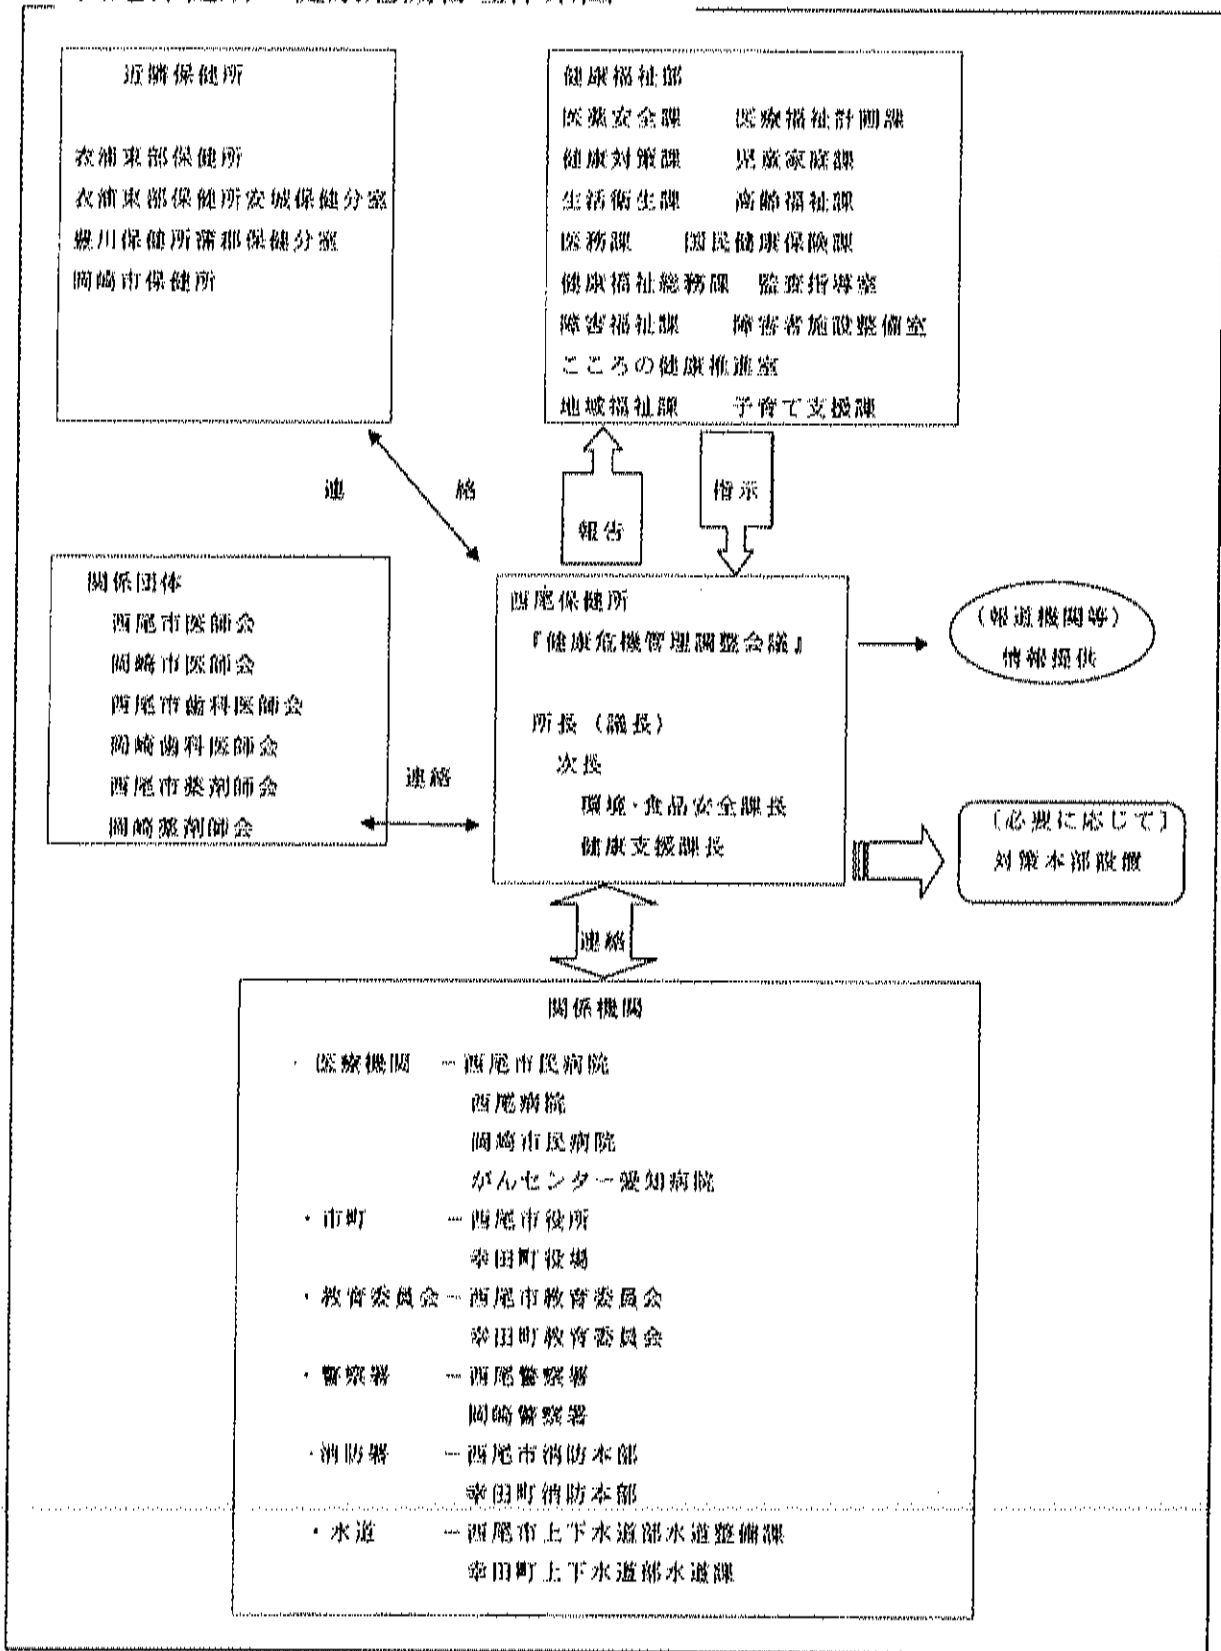 近隣保健所
衣浦東部保健所
衣浦東部保健所安城保健分室
豊川保健所蒲郡保健分室
岡崎市保健所
健康福祉部
医薬安全課　医療福祉計画課
健康対策課　児童家庭課
生活衛生課　高齢福祉課
医務課　国民健康保険課
健康福祉総務課　監査指導室
障害福祉課　障害者施設整備室
こころの健康推進室
地域福祉課　子育て支援課
連　絡
報告
指示
関係団体
西尾市医師会
岡崎市医師会
西尾市歯科医師会
岡崎歯科医師会
西尾市薬剤師会
岡崎薬剤師会
連絡
西尾保健所
『健康危機管理調整会議』
所長（議長）
次長
環境・食品安全課長
健康支援課長
（報道機関等）
情報提供
〔必要に応じて〕
対策本部設置
連絡
関係機関
・医療機関　－西尾市民病院
西尾病院
岡崎市民病院
がんセンター愛知病院
・市町　－西尾市役所
幸田町役場
・教育委員会－西尾市教育委員会
幸田町教育委員会
・警察署　－西尾警察署
岡崎警察署
・消防署　－西尾市消防本部
幸田町消防本部
・水道　－西尾市上下水道部水道整備課
幸田町上下水道部水道課